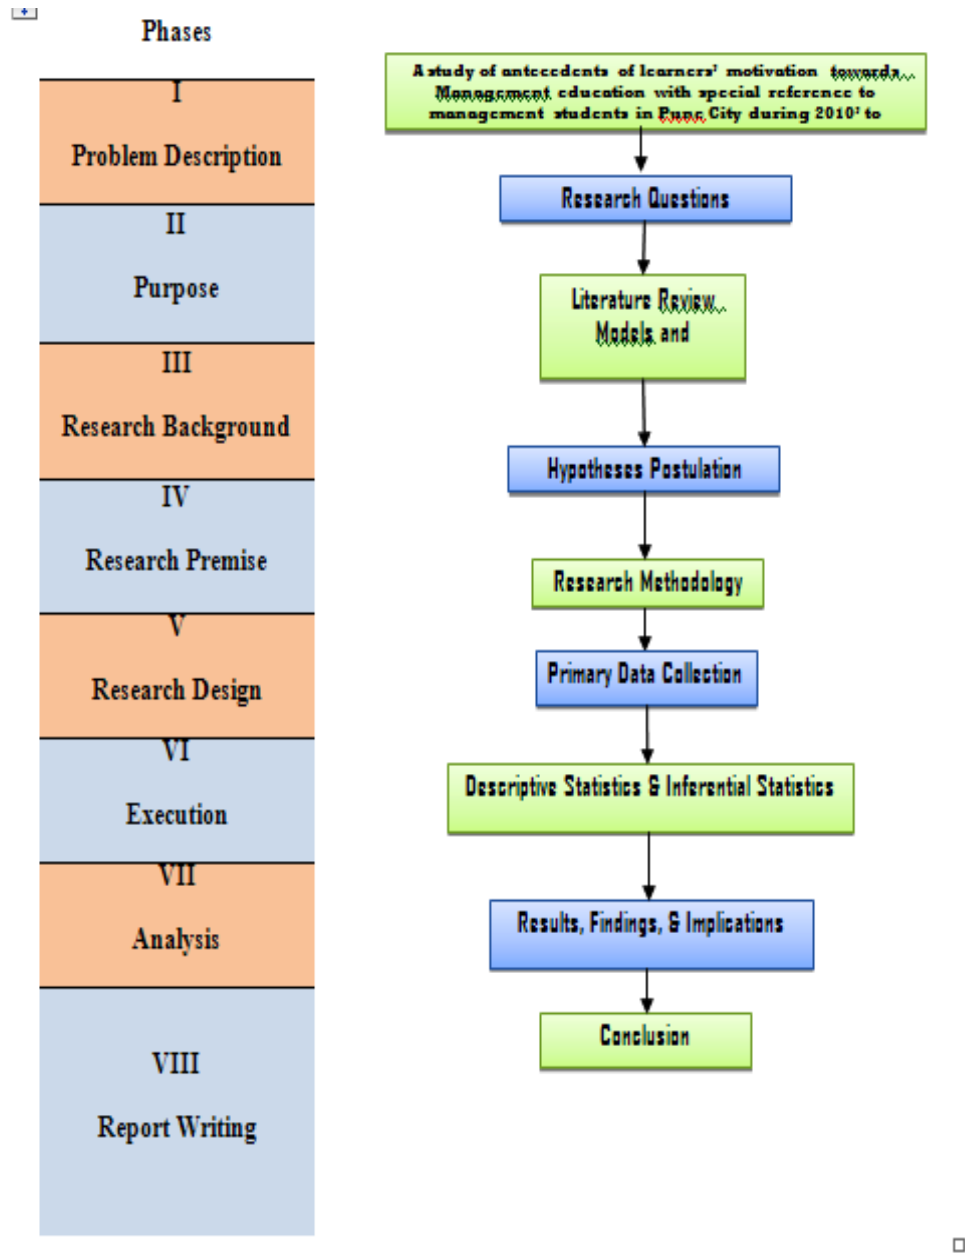 Phases
I
Problem Description
II
Purpose
III
Research Background
IV
Research Premise
V
Research Design
VI
Execution
VII
Analysis
VIII
Report Writing
A study of antecedents of learners' motivation towards
Management education with special reference to
management students in Pune City during 2010' to
Research Questions
Literature Review
Models and
Hypotheses Postulation
Research Methodology
Primary Data Collection
Descriptive Statistics & Inferential Statistics
Results, Findings, & Implications
Conclusion